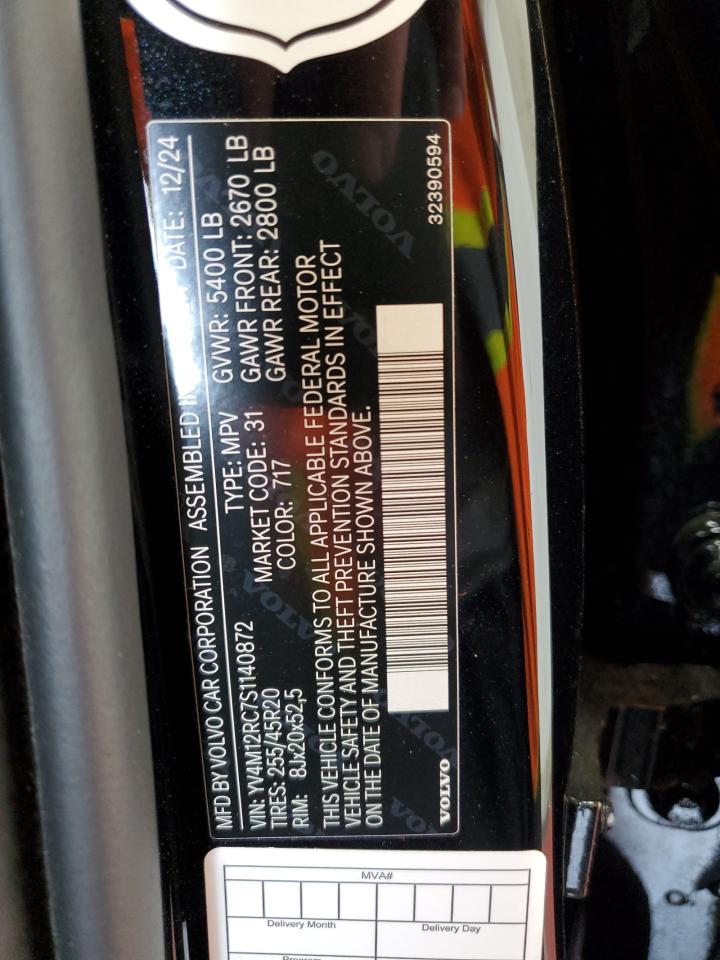 MFD BY VOLVO CAR CORPORATION ASSEMBLED DATE: 12/24
VIN: YV4M12RC7S1140872 TYPE: MPV GVWR: 5400 LB
TIRES: 255/45R20 MARKET CODE: 31 GAWR FRONT: 2670 LB
RIM: 8Jx20x52,5 COLOR: 717 GAWR REAR: 2800 LB
THIS VEHICLE CONFORMS TO ALL APPLICABLE FEDERAL MOTOR
VEHICLE SAFETY AND THEFT PREVENTION STANDARDS IN EFFECT
ON THE DATE OF MANUFACTURE SHOWN ABOVE.
VOLVO 32390594
MVA#
Delivery Month Delivery Day